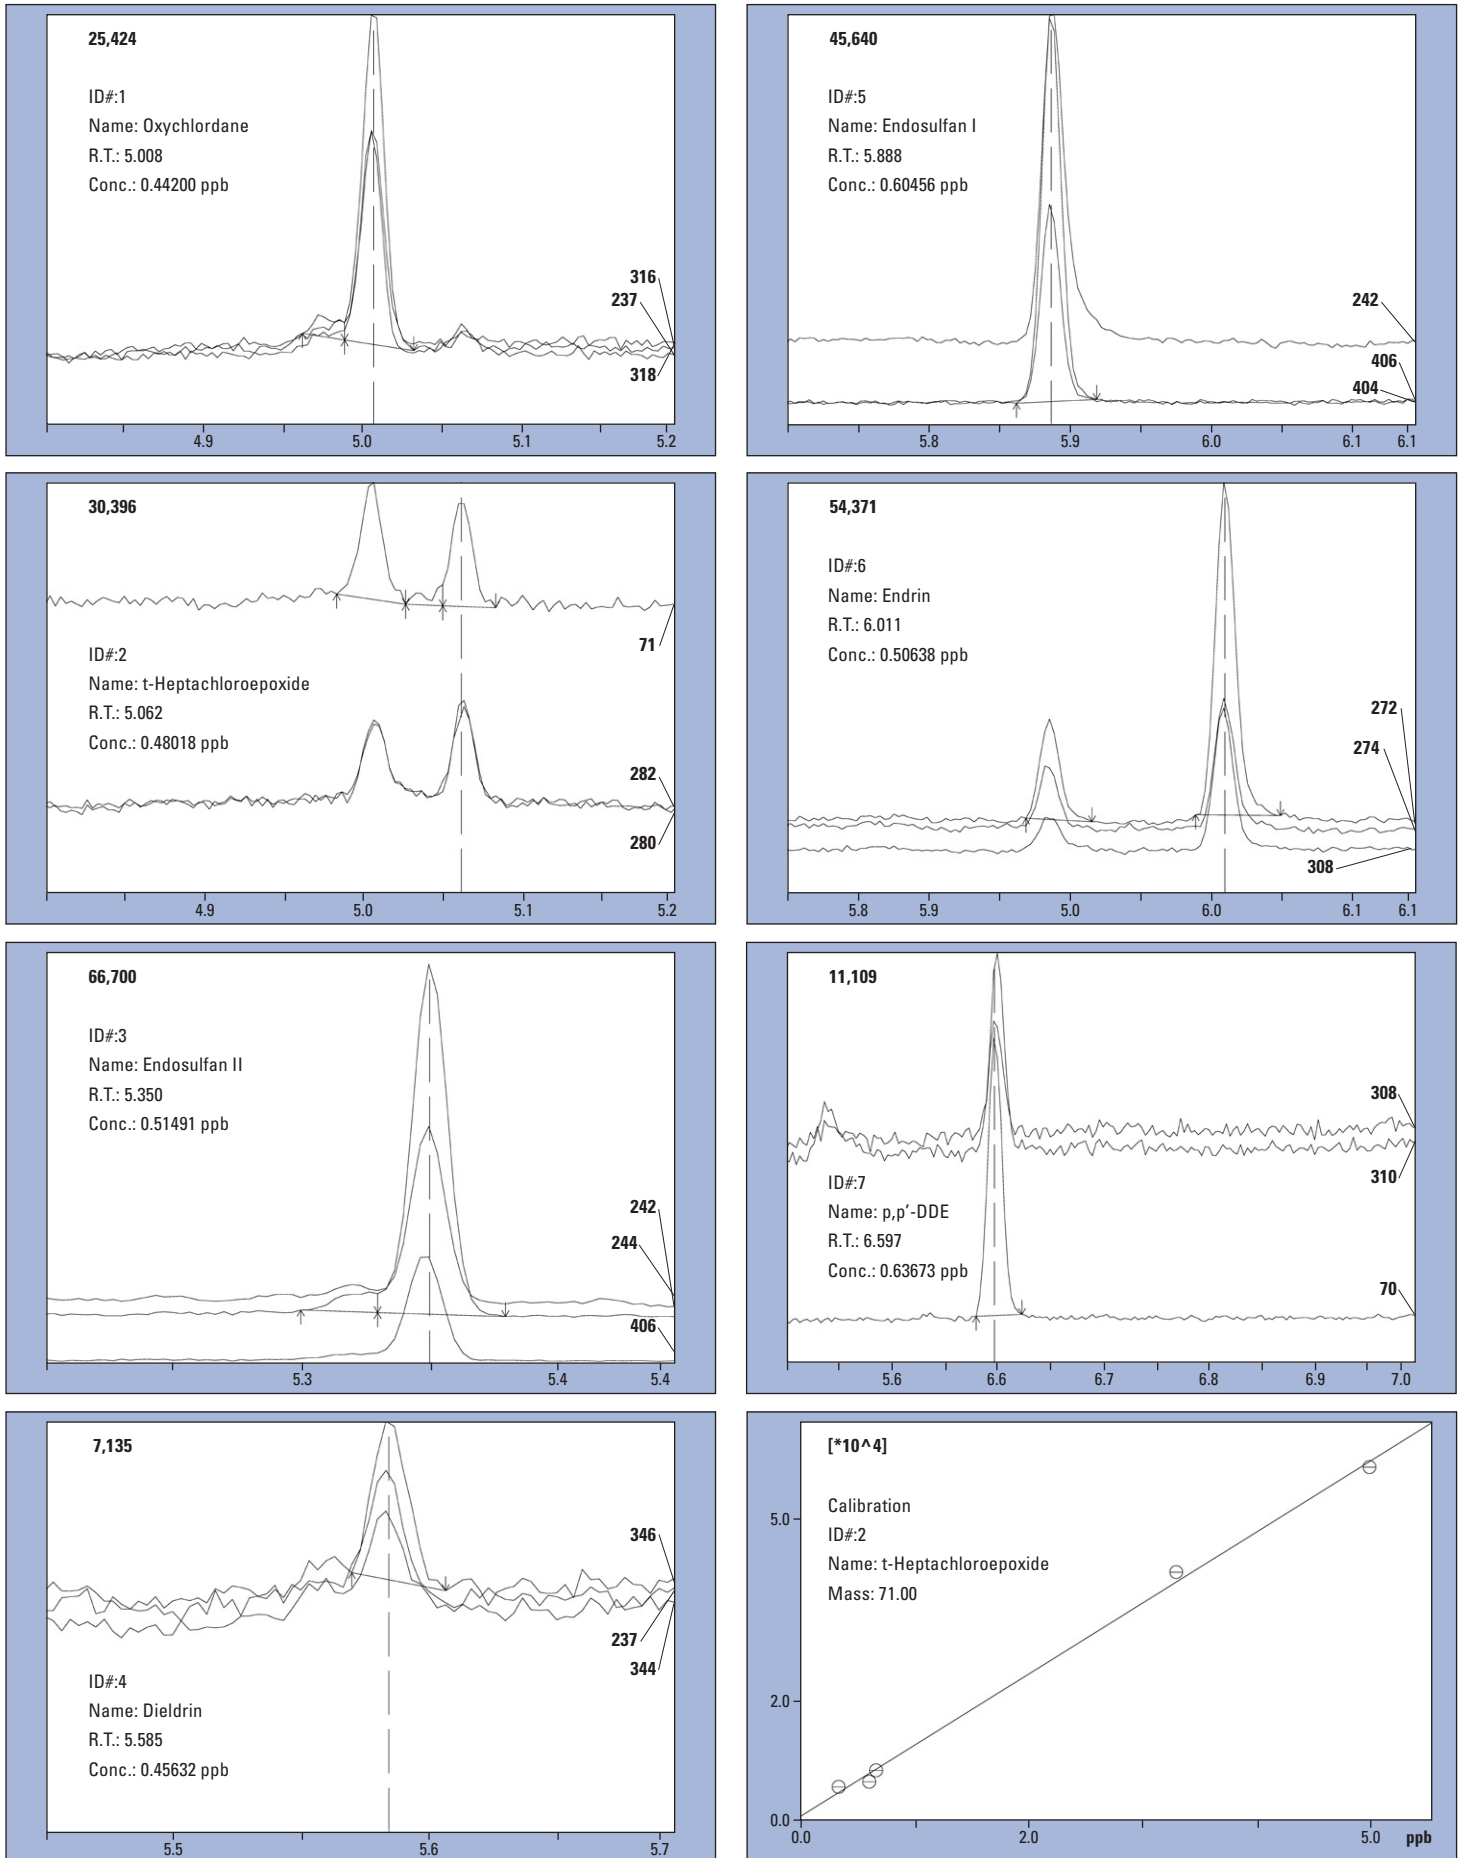 25,424
ID#:1
Name: Oxychlordane
R.T.: 5.008
Conc.: 0.44200 ppb
316
237
318
4.9 5.0 5.1 5.2
45,640
ID#:5
Name: Endosulfan I
R.T.: 5.888
Conc.: 0.60456 ppb
242
406
404
5.8 5.9 6.0 6.1 6.1
30,396
71
ID#:2
Name: t-Heptachloroepoxide
R.T.: 5.062
Conc.: 0.48018 ppb
282
280
4.9 5.0 5.1 5.2
54,371
ID#:6
Name: Endrin
R.T.: 6.011
Conc.: 0.50638 ppb
272
274
308
5.8 5.9 5.0 6.0 6.1 6.1
66,700
ID#:3
Name: Endosulfan II
R.T.: 5.350
Conc.: 0.51491 ppb
242
244
406
5.3 5.4 5.4
11,109
308
310
ID#:7
Name: p,p′-DDE
R.T.: 6.597
Conc.: 0.63673 ppb
70
5.6 6.6 6.7 6.8 6.9 7.0
7,135
346
237
344
ID#:4
Name: Dieldrin
R.T.: 5.585
Conc.: 0.45632 ppb
5.5 5.6 5.7
[*10^4]
Calibration
5.0
ID#:2
Name: t-Heptachloroepoxide
Mass: 71.00
2.0
0.0
0.0 2.0 5.0 ppb